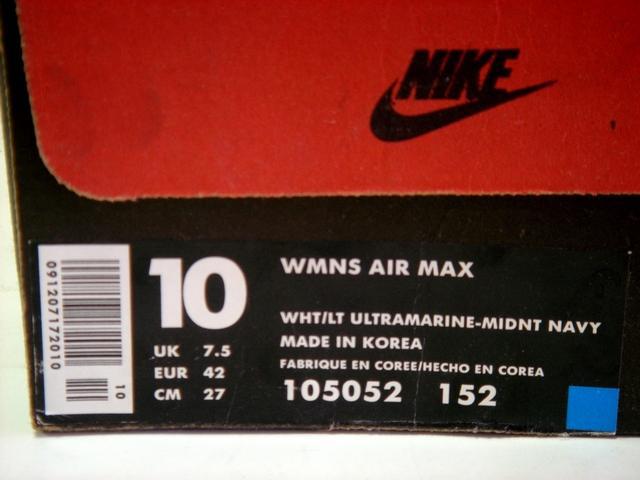 NIKE
091207172010
10
10
UK 7.5
EUR 42
CM 27
WMNS AIR MAX
WHT/LT ULTRAMARINE-MIDNT NAVY
MADE IN KOREA
FABRIQUE EN COREE/HECHO EN COREA
105052 152